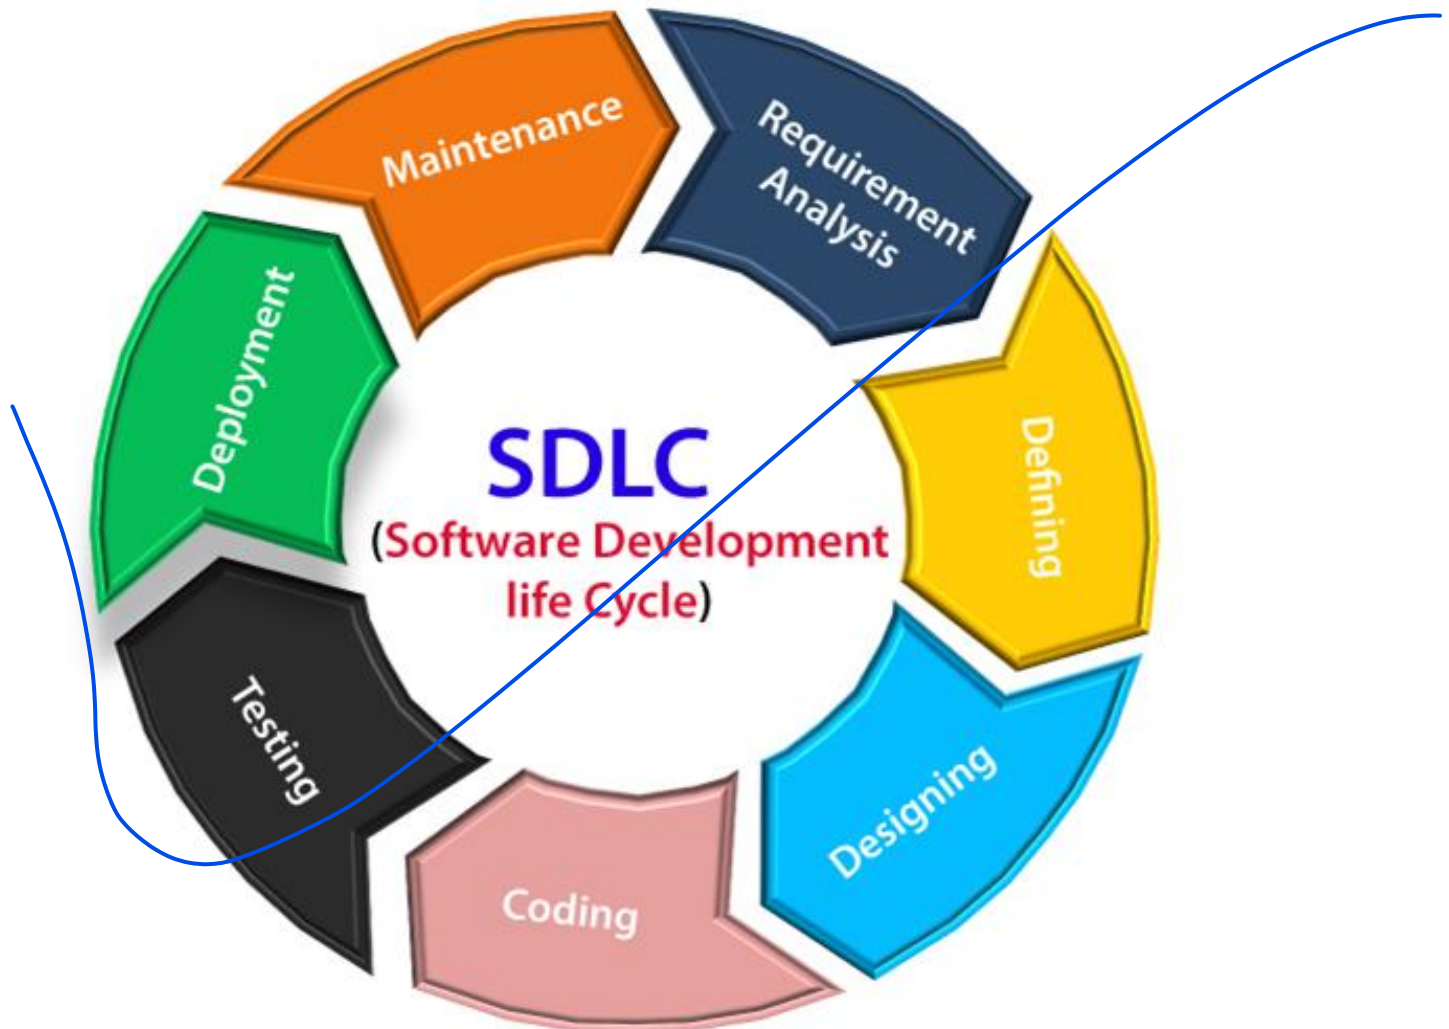 Maintenance
Requirement
Analysis
Deployment
Defining
SDLC
(Software Development
life Cycle)
Testing
Designing
Coding